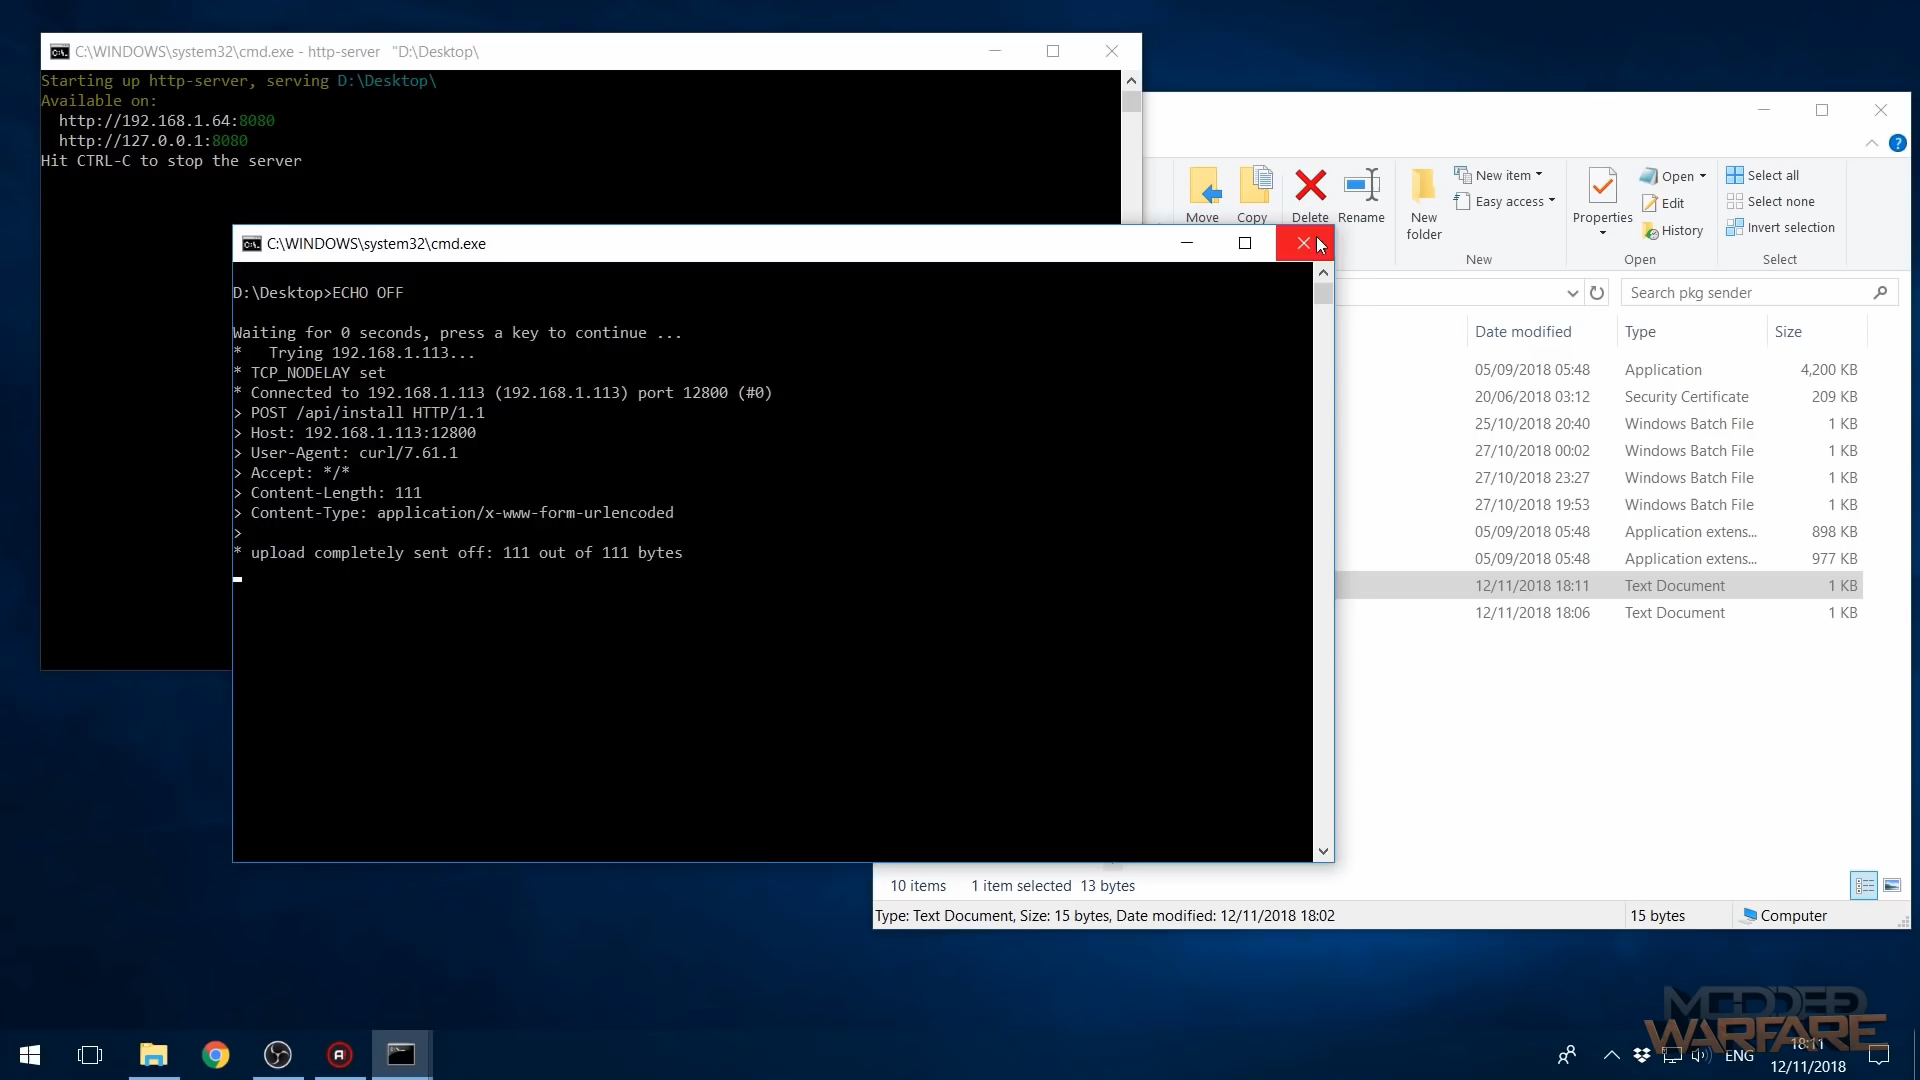 C:\WINDOWS\system32\cmd.exe - http-server  "D:\Desktop\
Starting up http-server, serving D:\Desktop\
Available on:
http://192.168.1.64:8080
http://127.0.0.1:8080
Hit CTRL-C to stop the server
C:\WINDOWS\system32\cmd.exe
D:\Desktop>ECHO OFF
Waiting for 0 seconds, press a key to continue ...
*   Trying 192.168.1.113...
* TCP_NODELAY set
* Connected to 192.168.1.113 (192.168.1.113) port 12800 (#0)
> POST /api/install HTTP/1.1
> Host: 192.168.1.113:12800
> User-Agent: curl/7.61.1
> Accept: */*
> Content-Length: 111
> Content-Type: application/x-www-form-urlencoded
>
* upload completely sent off: 111 out of 111 bytes
Move
Copy
Delete
Rename
New folder
New item
Easy access
New
Properties
Open
Edit
History
Open
Select all
Select none
Invert selection
Select
Search pkg sender
Date modified Type Size
05/09/2018 05:48 Application 4,200 KB
20/06/2018 03:12 Security Certificate 209 KB
25/10/2018 20:40 Windows Batch File 1 KB
27/10/2018 00:02 Windows Batch File 1 KB
27/10/2018 23:27 Windows Batch File 1 KB
27/10/2018 19:53 Windows Batch File 1 KB
05/09/2018 05:48 Application extens... 898 KB
05/09/2018 05:48 Application extens... 977 KB
12/11/2018 18:11 Text Document 1 KB
12/11/2018 18:06 Text Document 1 KB
10 items 1 item selected 13 bytes
Type: Text Document, Size: 15 bytes, Date modified: 12/11/2018 18:02 15 bytes Computer
MODDED
WARFARE
ENG
18:11
12/11/2018